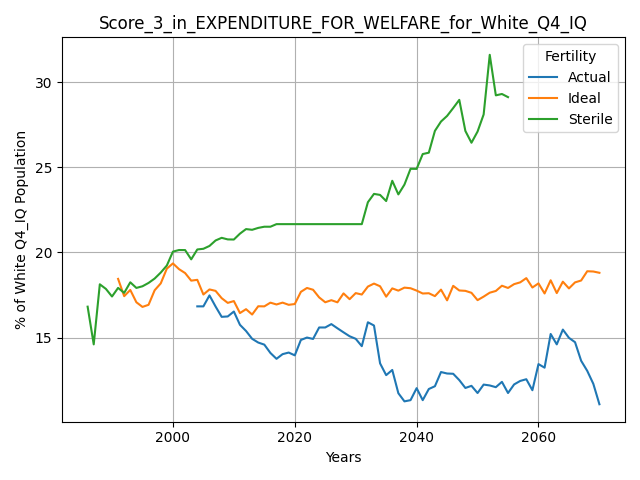 Score_3_in_EXPENDITURE_FOR_WELFARE_for_White_Q4_IQ
Fertility
Actual
Ideal
Sterile
% of White Q4_IQ Population
30
25
20
15
2000
2020
2040
2060
Years